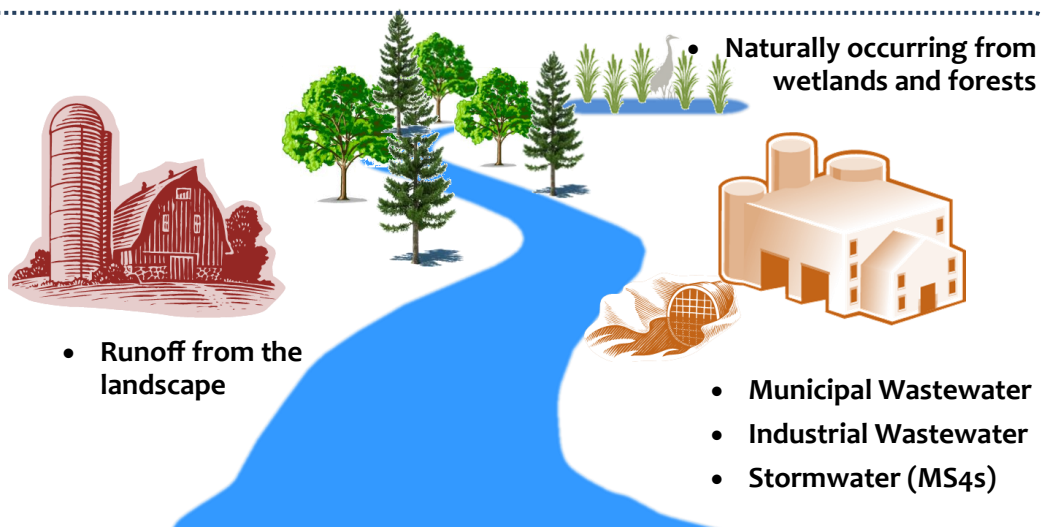 • Naturally occurring from
wetlands and forests
• Runoff from the
landscape
• Municipal Wastewater
• Industrial Wastewater
• Stormwater (MS4s)